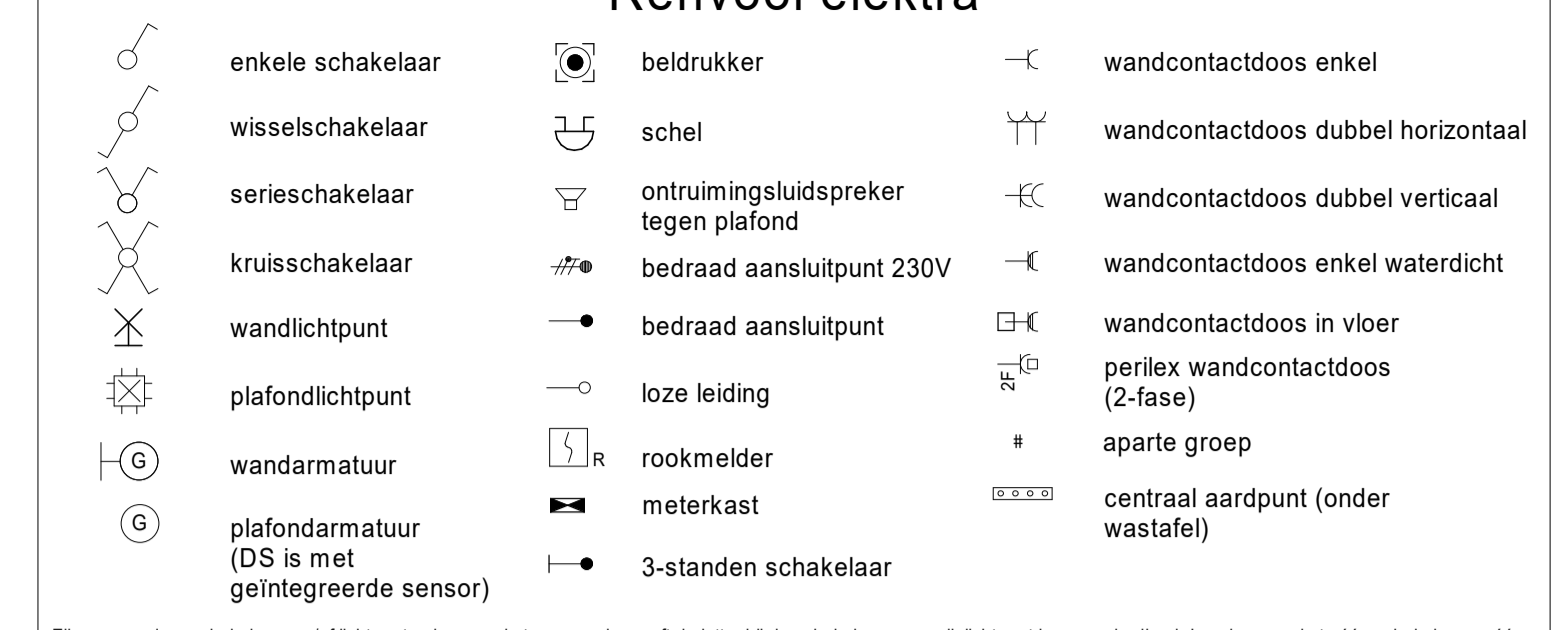 Renvooi elektra
enkele schakelaar
wisselschakelaar
serieschakelaar
kruisschakelaar
wandlichtpunt
plafondlichtpunt
G
wandarmatuur
G
plafondarmatuur
(DS is met
geïntegreerde sensor)
beldrukker
schel
ontruimingsluidspreker
tegen plafond
bedraad aansluitpunt 230V
bedraad aansluitpunt
loze leiding
R
rookmelder
meterkast
3-standen schakelaar
wandcontactdoos enkel
wandcontactdoos dubbel horizontaal
wandcontactdoos dubbel verticaal
wandcontactdoos enkel waterdicht
wandcontactdoos in vloer
2F
perilex wandcontactdoos
(2-fase)
#
aparte groep
centraal aardpunt (onder
wastafel)